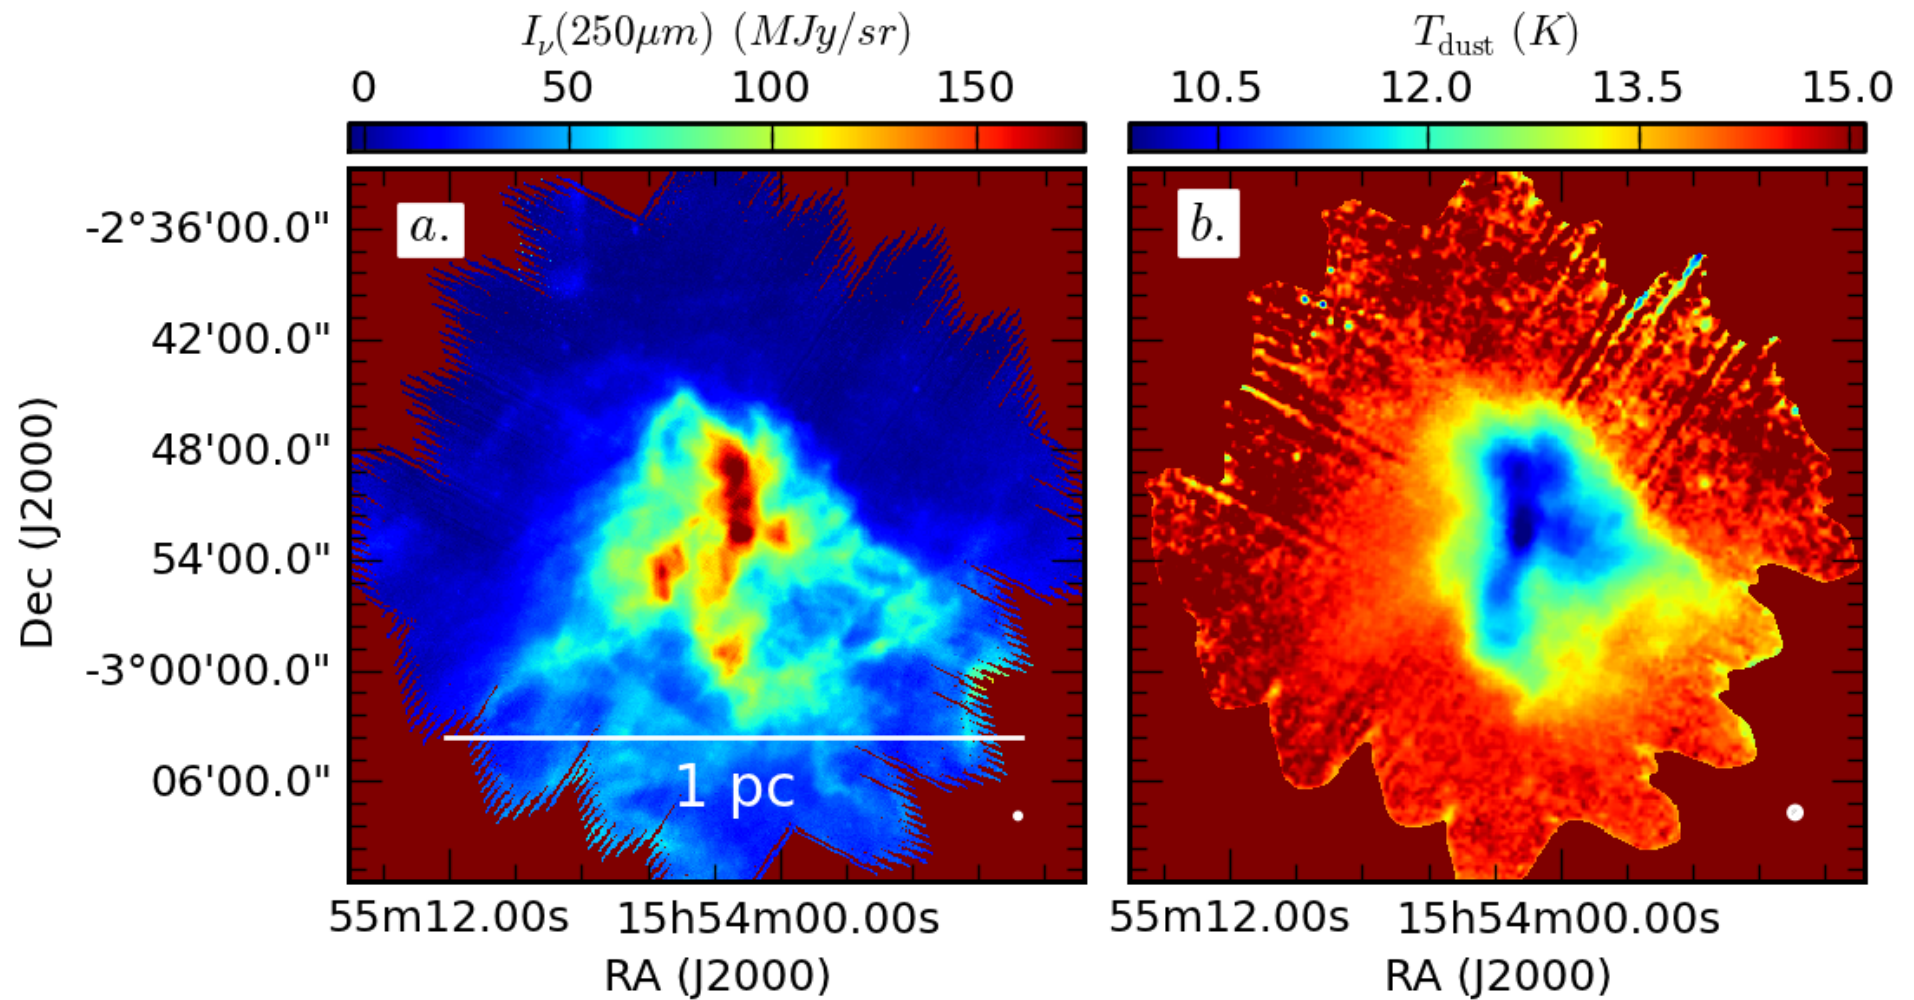 I_ν(250μm) (MJy/sr)
T_dust (K)
0 50 100 150
10.5 12.0 13.5 15.0
a.
b.
-2°36'00.0"
42'00.0"
48'00.0"
54'00.0"
-3°00'00.0"
06'00.0"
Dec (J2000)
1 pc
55m12.00s 15h54m00.00s
55m12.00s 15h54m00.00s
RA (J2000)
RA (J2000)